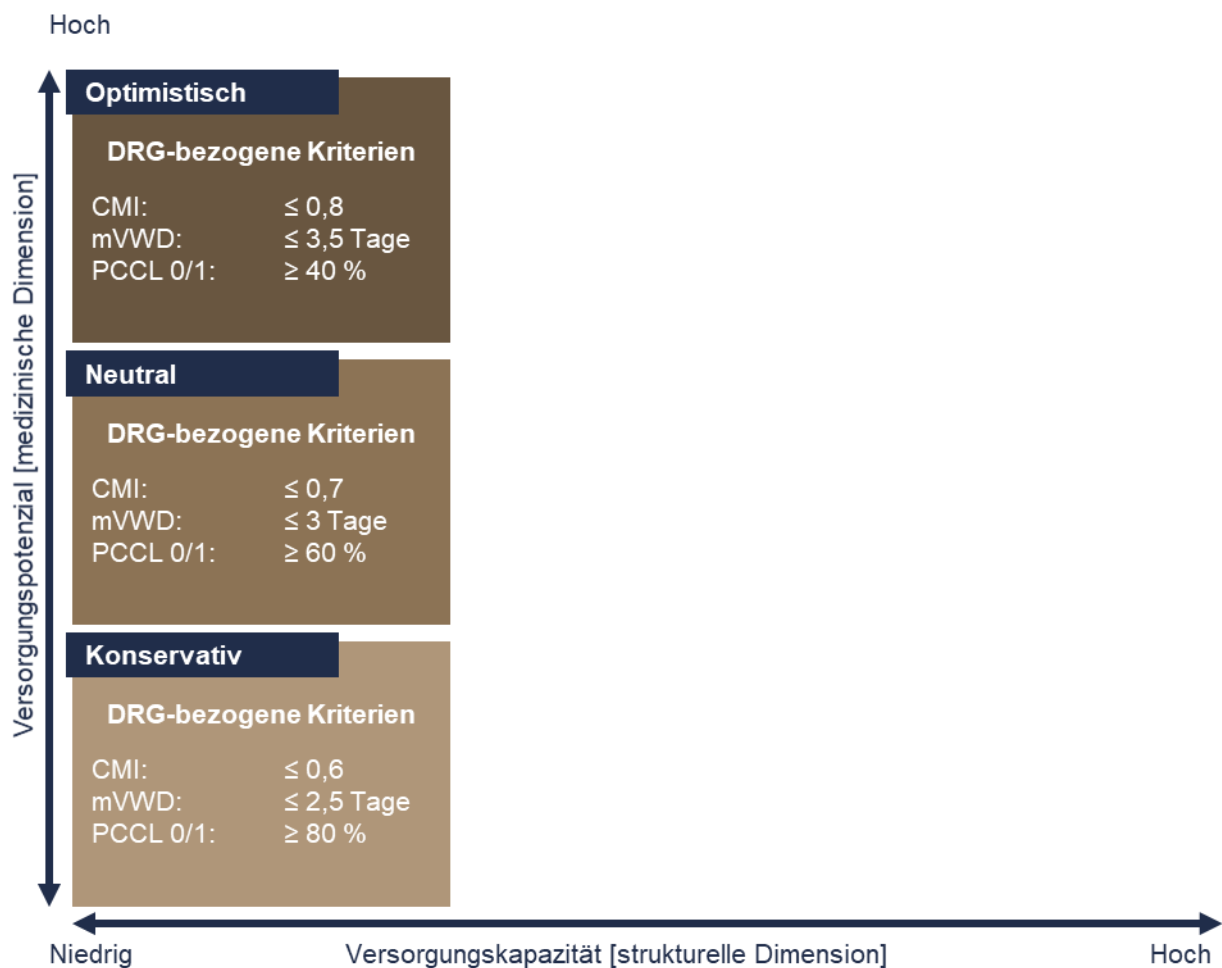 Hoch
Versorgungspotenzial [medizinische Dimension]
Optimistisch
DRG-bezogene Kriterien
CMI: ≤ 0,8
mVWD: ≤ 3,5 Tage
PCCL 0/1: ≥ 40 %
Neutral
DRG-bezogene Kriterien
CMI: ≤ 0,7
mVWD: ≤ 3 Tage
PCCL 0/1: ≥ 60 %
Konservativ
DRG-bezogene Kriterien
CMI: ≤ 0,6
mVWD: ≤ 2,5 Tage
PCCL 0/1: ≥ 80 %
Niedrig Versorgungskapazität [strukturelle Dimension] Hoch